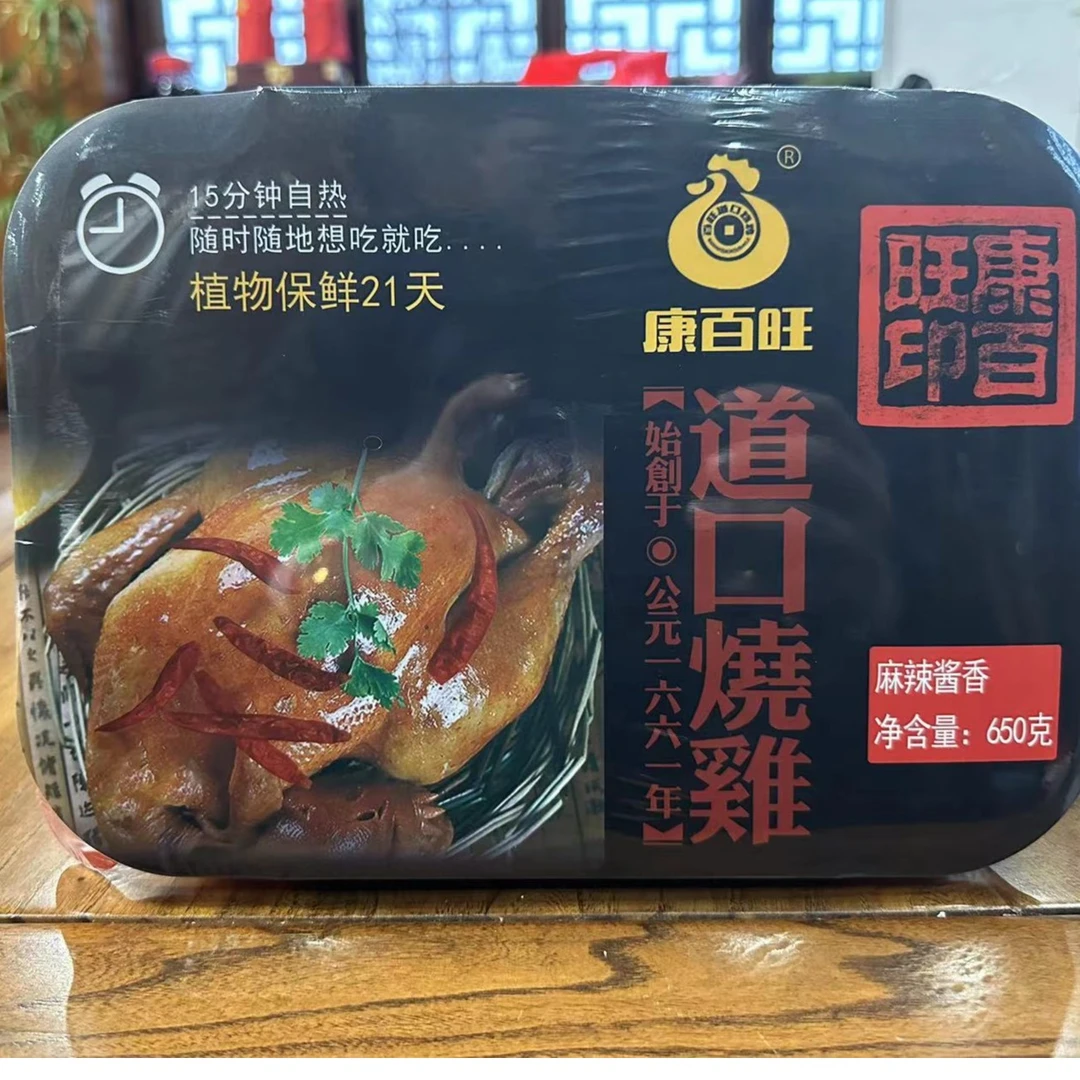 15分钟自热
随时随地想吃就吃....
植物保鲜21天
®
康百旺
康百旺印
道口燒雞
【始創于◉公元一六六一年】
麻辣酱香
净含量：650克